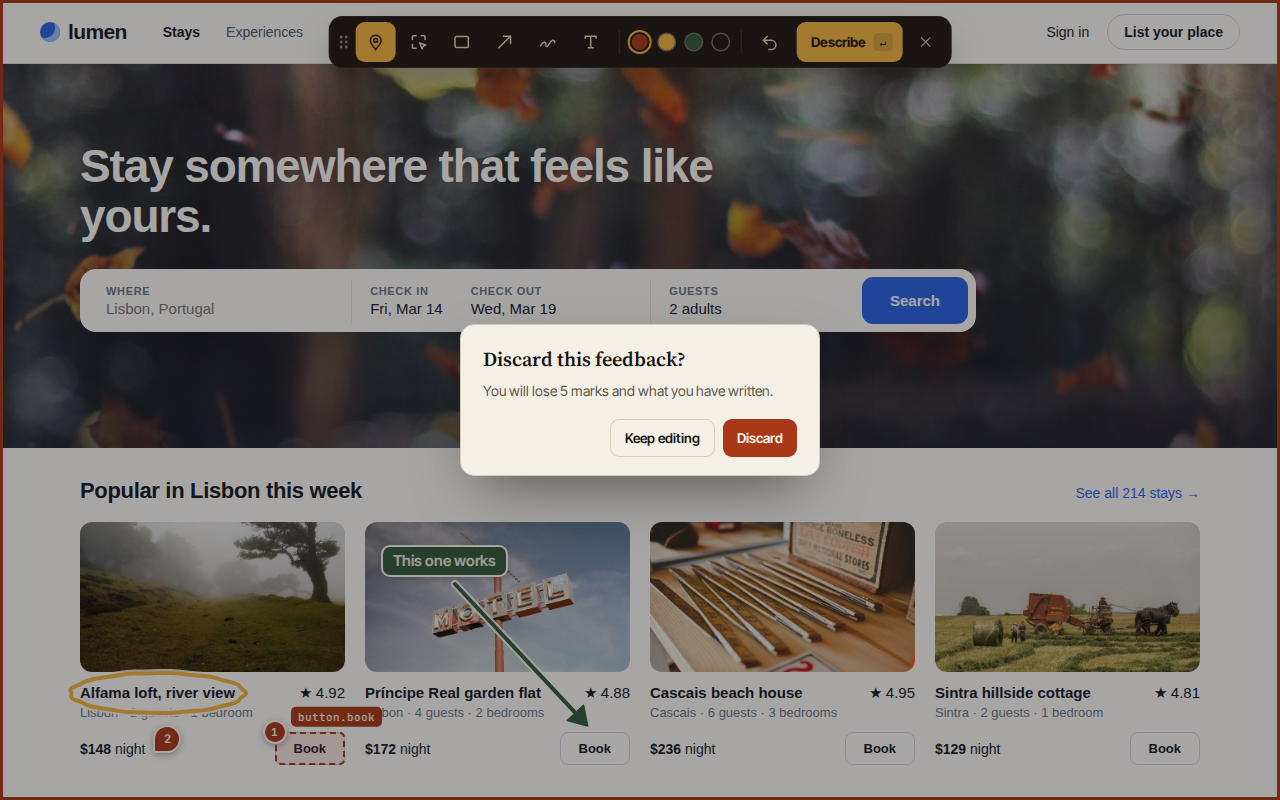 lumen
Stays
Experiences
Describe
Sign in
List your place
Stay somewhere that feels like
yours.
WHERE
Lisbon, Portugal
CHECK IN
Fri, Mar 14
CHECK OUT
Wed, Mar 19
GUESTS
2 adults
Search
Discard this feedback?
You will lose 5 marks and what you have written.
Keep editing
Discard
Popular in Lisbon this week
See all 214 stays →
This one works
MOTEL
Alfama loft, river view
★ 4.92
1 bedroom
$148 night
2
1
button.book
Book
Príncipe Real garden flat
★ 4.88
· 4 guests · 2 bedrooms
$172 night
Book
BONELESS
STORES
Cascais beach house
★ 4.95
Cascais · 6 guests · 3 bedrooms
$236 night
Book
Sintra hillside cottage
★ 4.81
Sintra · 2 guests · 1 bedroom
$129 night
Book